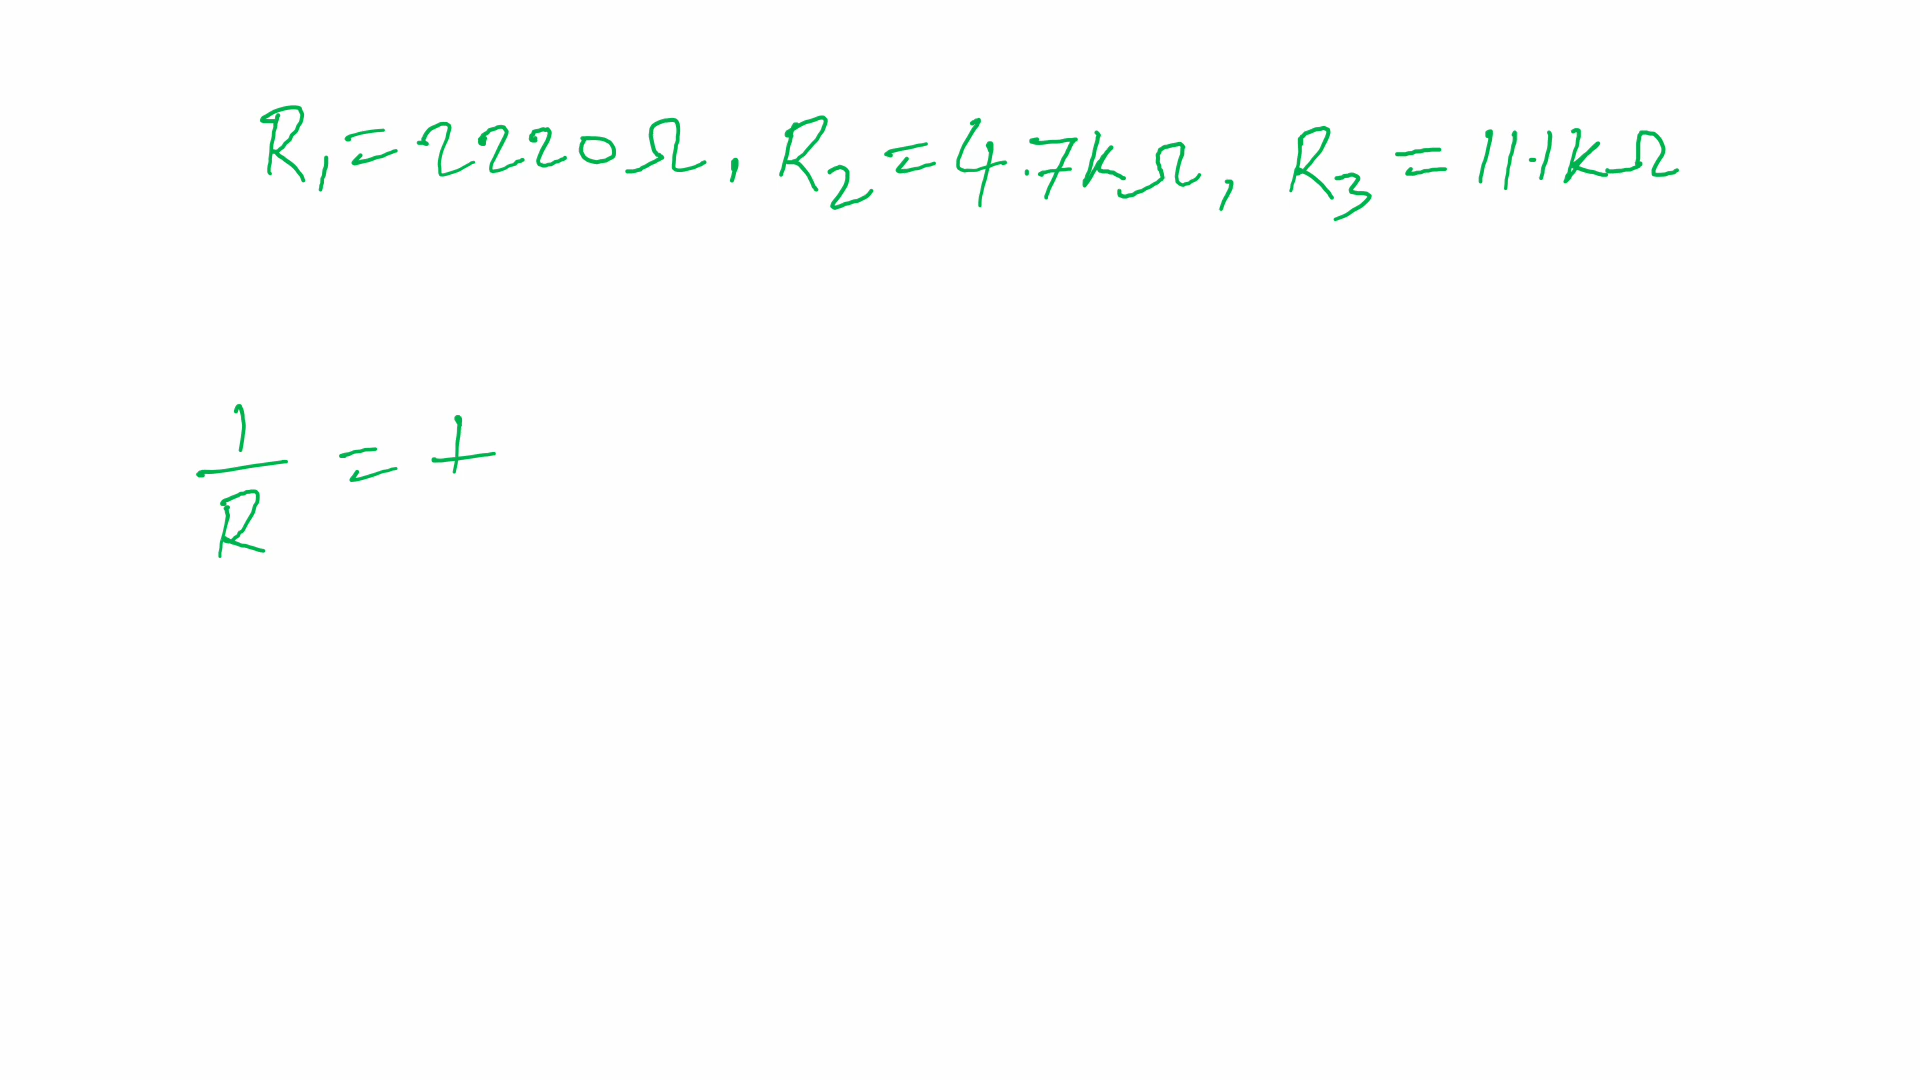 R₁ = 2220Ω, R₂ = 4.7kΩ, R₃ = 11.1kΩ
1/R = +